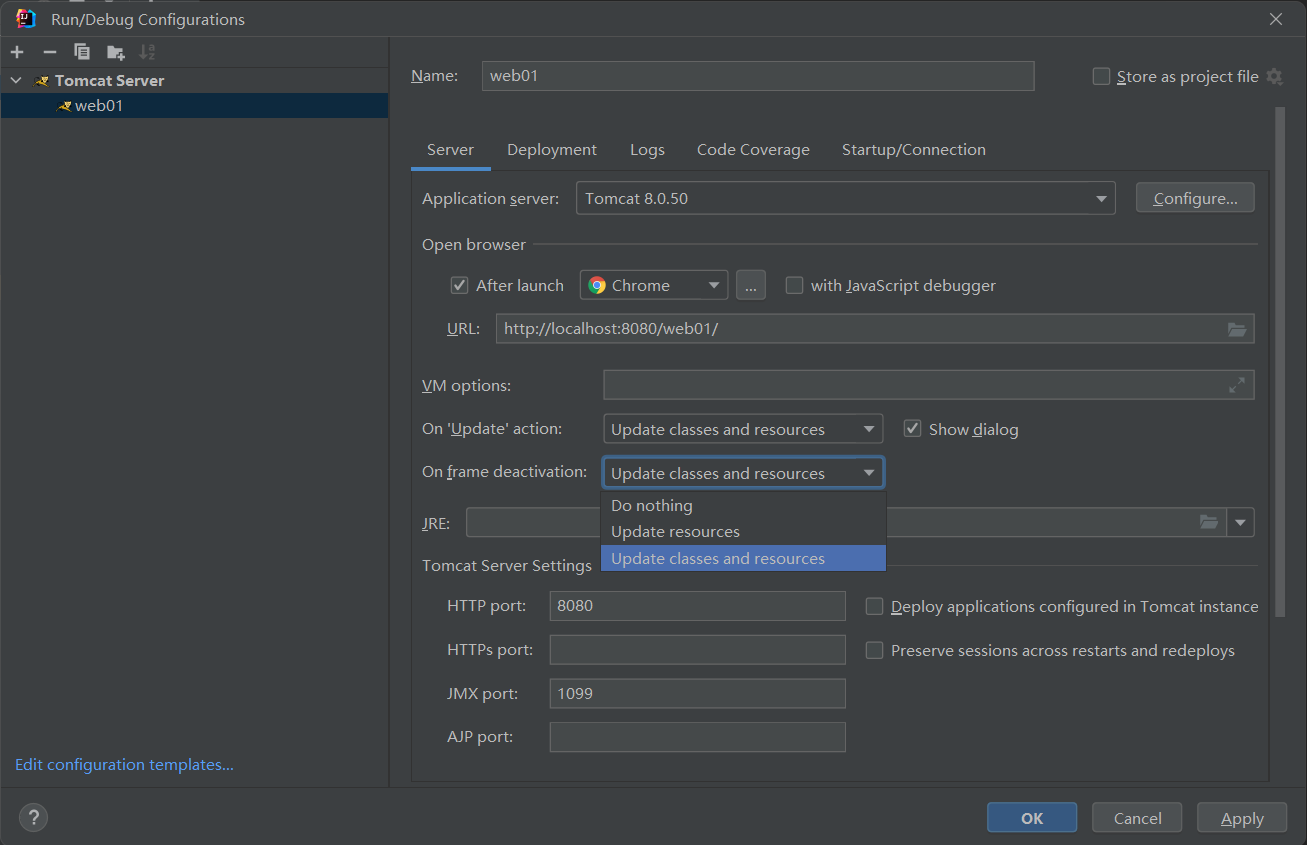 Run/Debug Configurations
Tomcat Server
web01
Edit configuration templates...
Name: web01 Store as project file
Server Deployment Logs Code Coverage Startup/Connection
Application server: Tomcat 8.0.50 Configure...
Open browser
After launch Chrome ... with JavaScript debugger
URL: http://localhost:8080/web01/
VM options:
On 'Update' action: Update classes and resources Show dialog
On frame deactivation: Update classes and resources
Do nothing
Update resources
Update classes and resources
JRE:
Tomcat Server Settings
HTTP port: 8080 Deploy applications configured in Tomcat instance
HTTPs port: Preserve sessions across restarts and redeploys
JMX port: 1099
AJP port:
? OK Cancel Apply